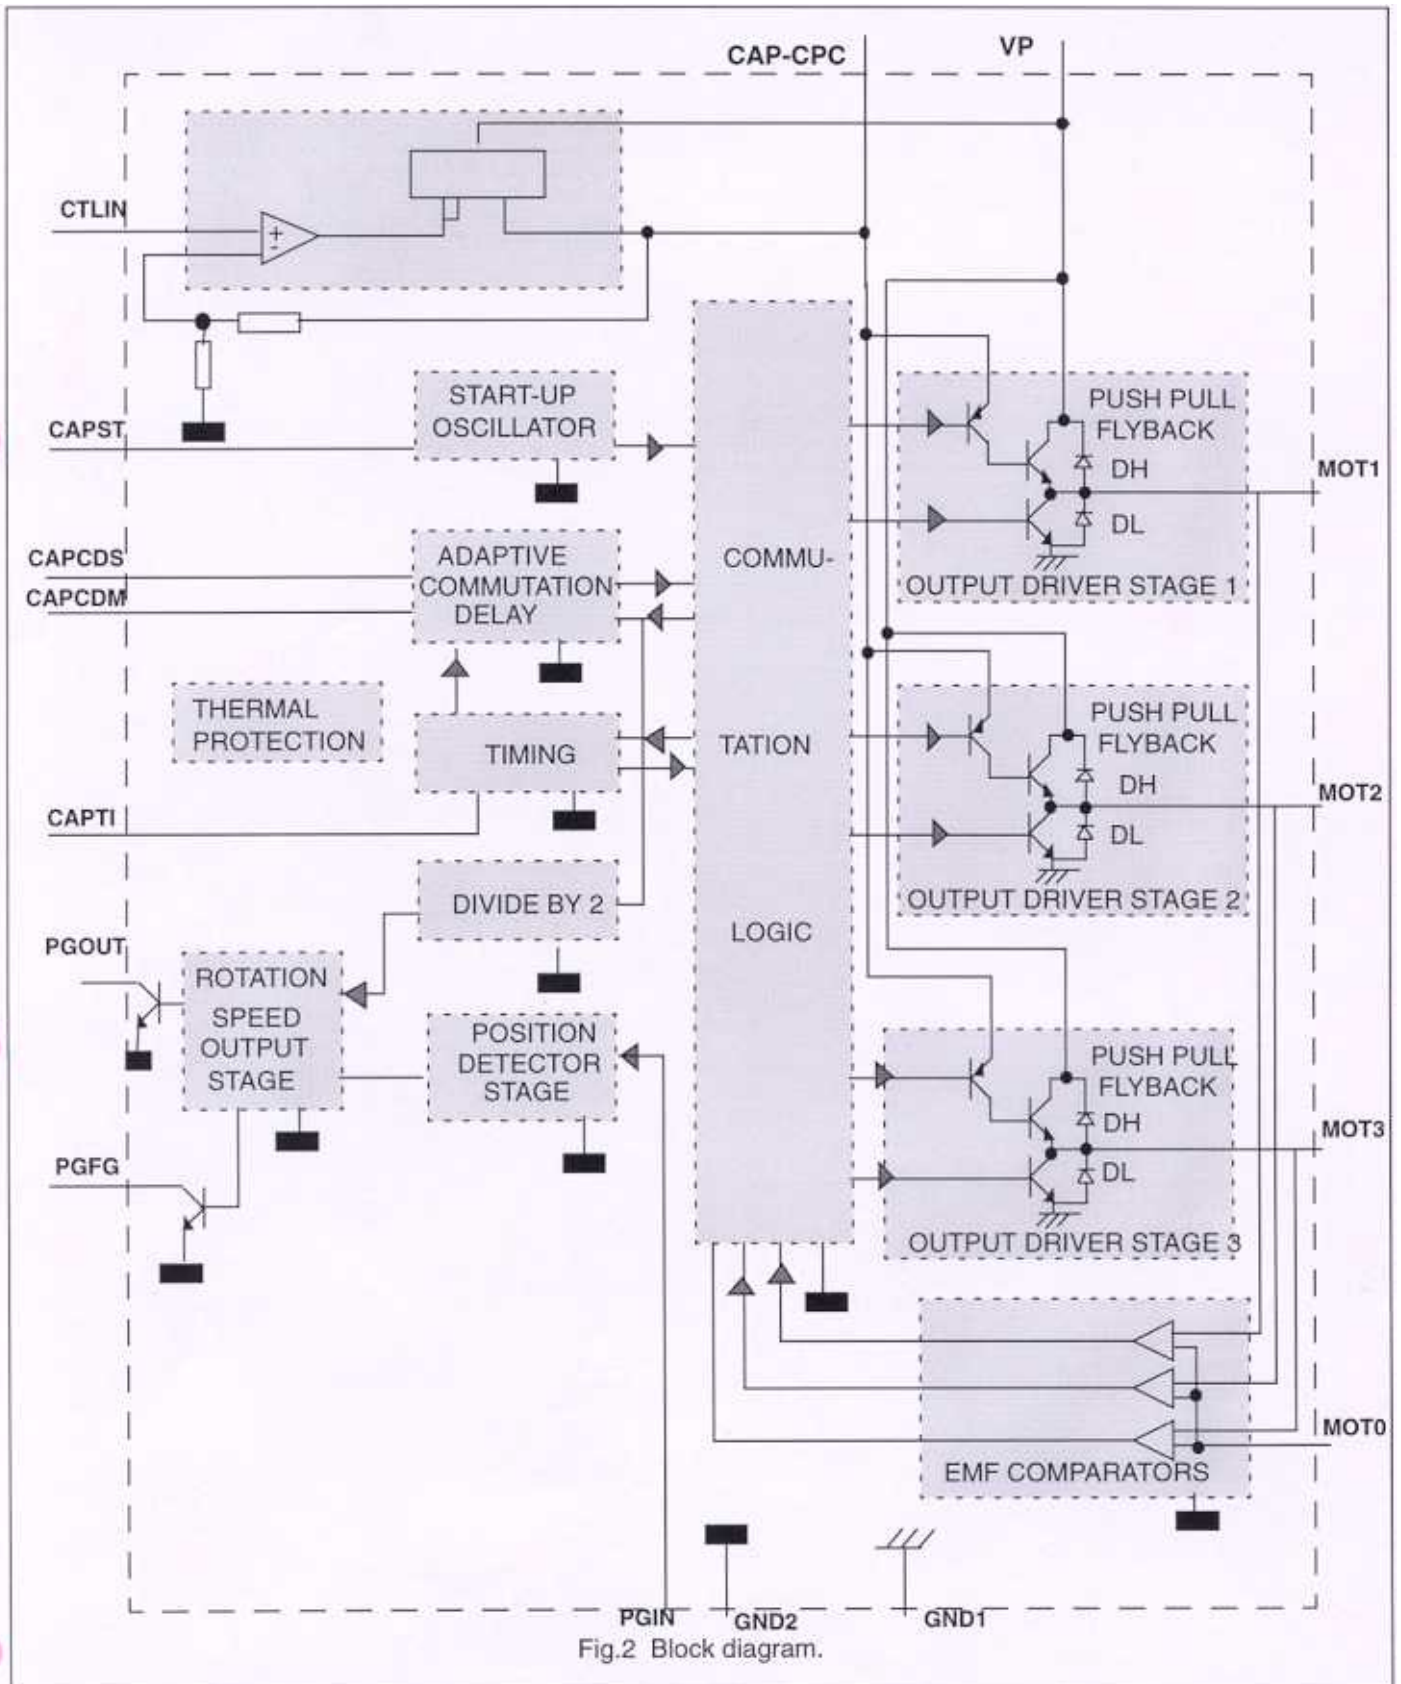 CAP-CPC
VP
CTLIN
+
-
CAPST
START-UP
OSCILLATOR
PUSH PULL
FLYBACK
DH
MOT1
DL
OUTPUT DRIVER STAGE 1
CAPCDS
CAPCDM
ADAPTIVE
COMMUTATION
DELAY
COMMU-
TATION
LOGIC
THERMAL
PROTECTION
TIMING
PUSH PULL
FLYBACK
DH
MOT2
DL
OUTPUT DRIVER STAGE 2
CAPTI
DIVIDE BY 2
PGOUT
ROTATION
SPEED
OUTPUT
STAGE
POSITION
DETECTOR
STAGE
PUSH PULL
FLYBACK
DH
MOT3
DL
OUTPUT DRIVER STAGE 3
PGFG
MOT0
EMF COMPARATORS
PGIN
GND2
GND1
Fig.2 Block diagram.